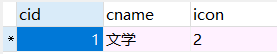 cid cname icon
* 1 文学 2